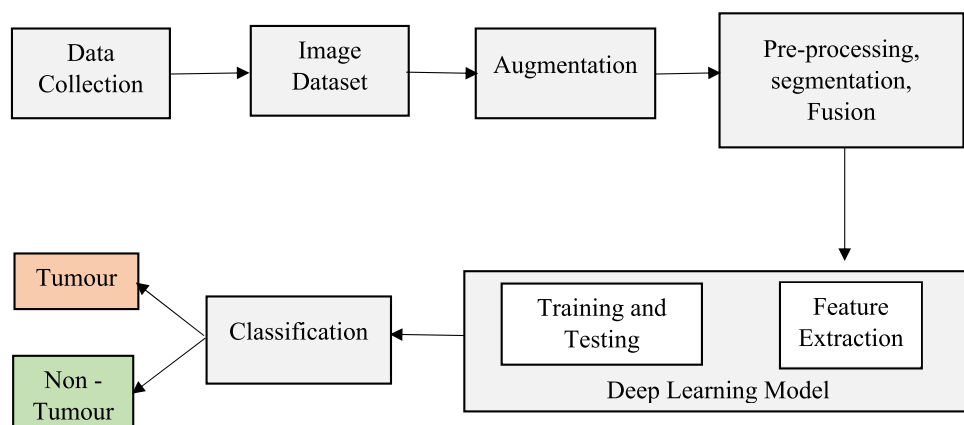 Data
Collection
Image
Dataset
Augmentation
Pre-processing,
segmentation,
Fusion
Training and
Testing
Feature
Extraction
Deep Learning Model
Classification
Tumour
Non -
Tumour